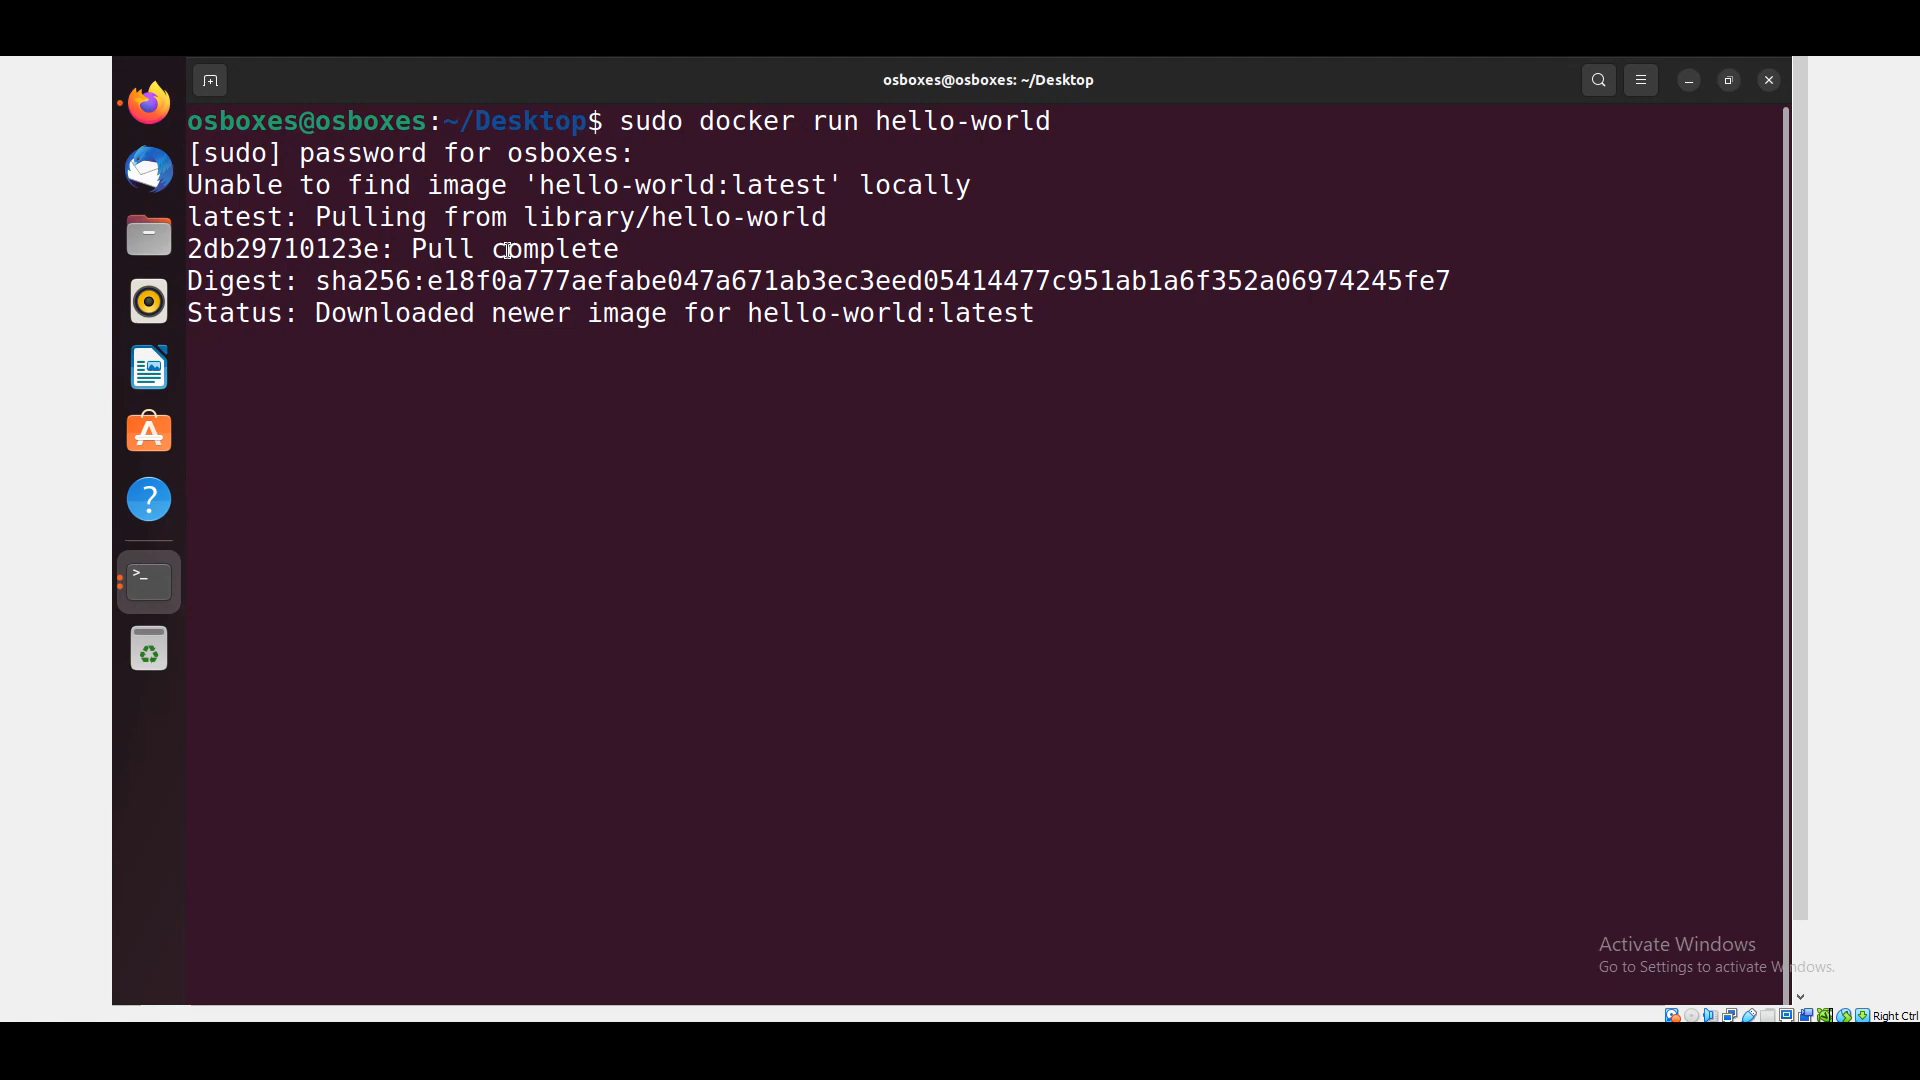 osboxes@osboxes: ~/Desktop
osboxes@osboxes:~/Desktop$ sudo docker run hello-world
[sudo] password for osboxes:
Unable to find image 'hello-world:latest' locally
latest: Pulling from library/hello-world
2db29710123e: Pull complete
Digest: sha256:e18f0a777aefabe047a671ab3ec3eed05414477c951ab1a6f352a06974245fe7
Status: Downloaded newer image for hello-world:latest
Activate Windows
Go to Settings to activate Windows.
Right Ctrl